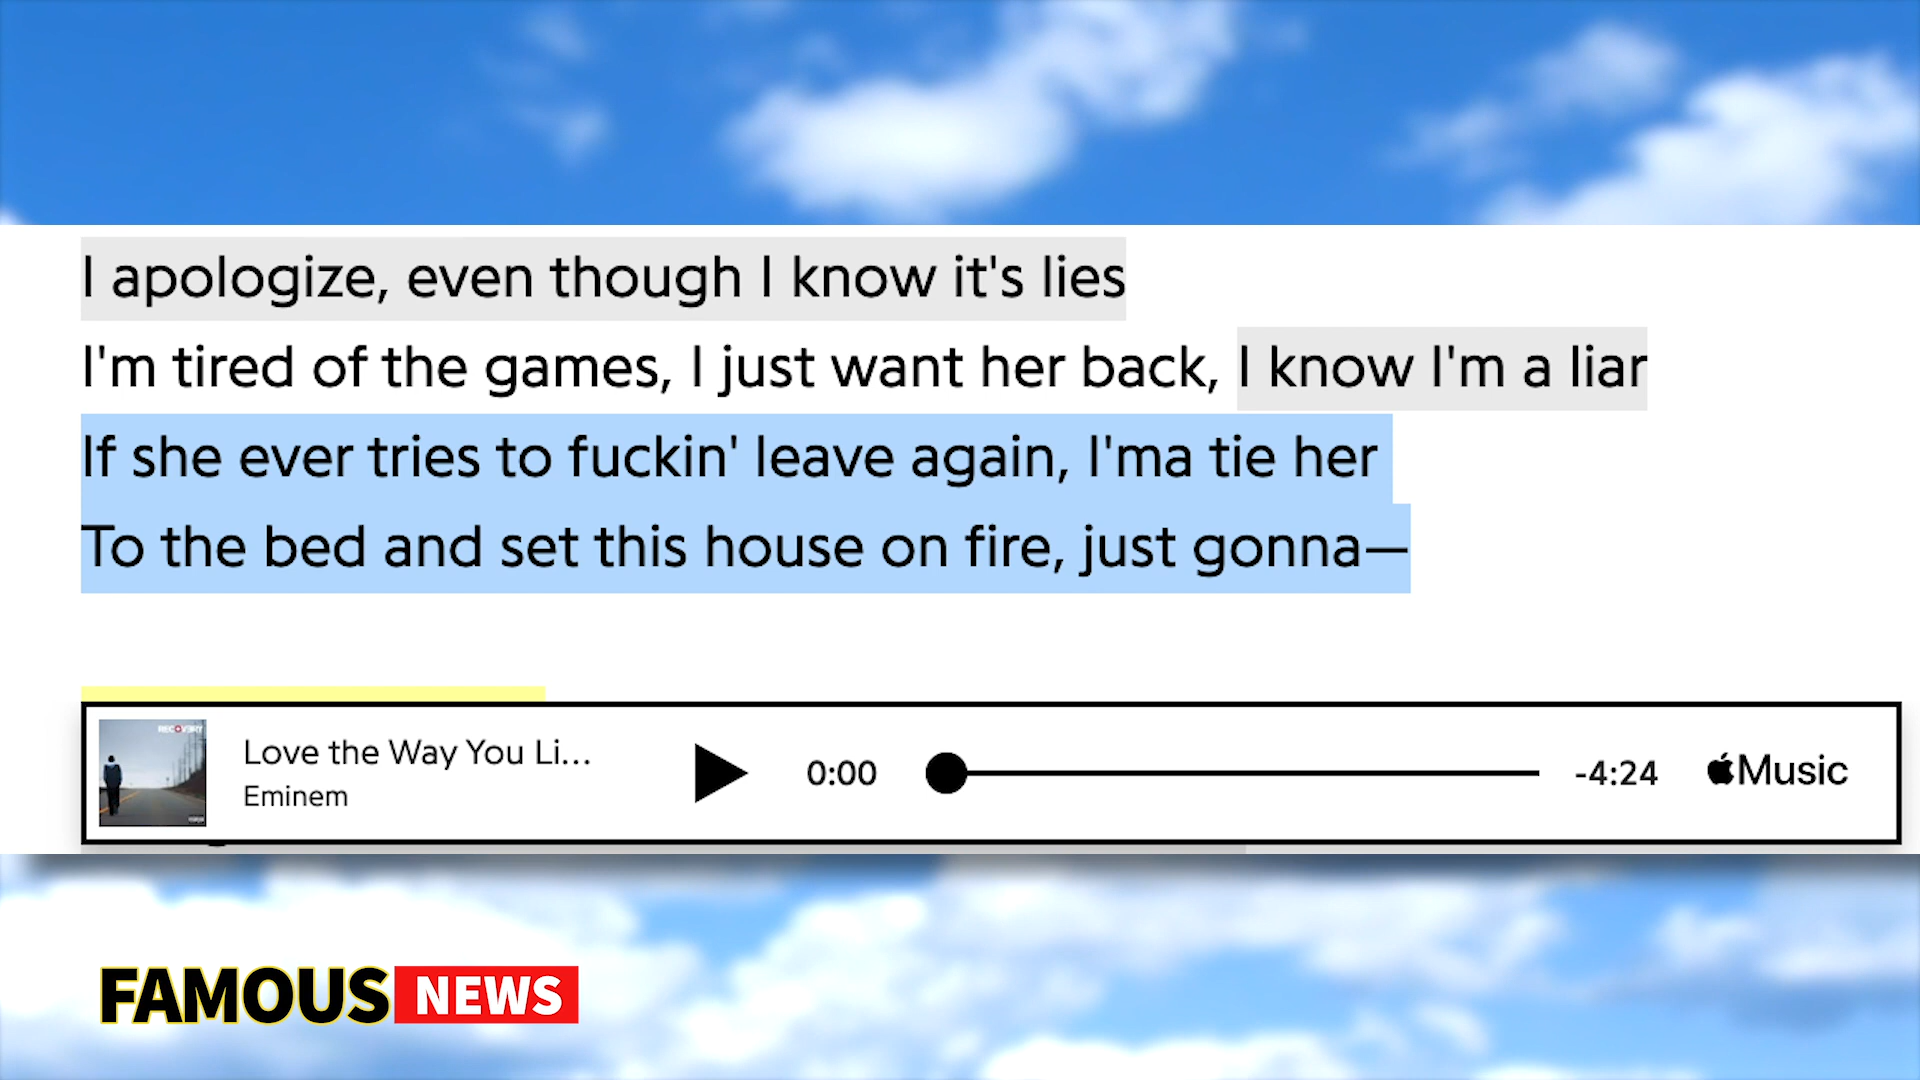 I apologize, even though I know it's lies
I'm tired of the games, I just want her back, I know I'm a liar
If she ever tries to fuckin' leave again, I'ma tie her
To the bed and set this house on fire, just gonna—
RECOVERY
Love the Way You Li...
Eminem
0:00
-4:24
Music
FAMOUS NEWS